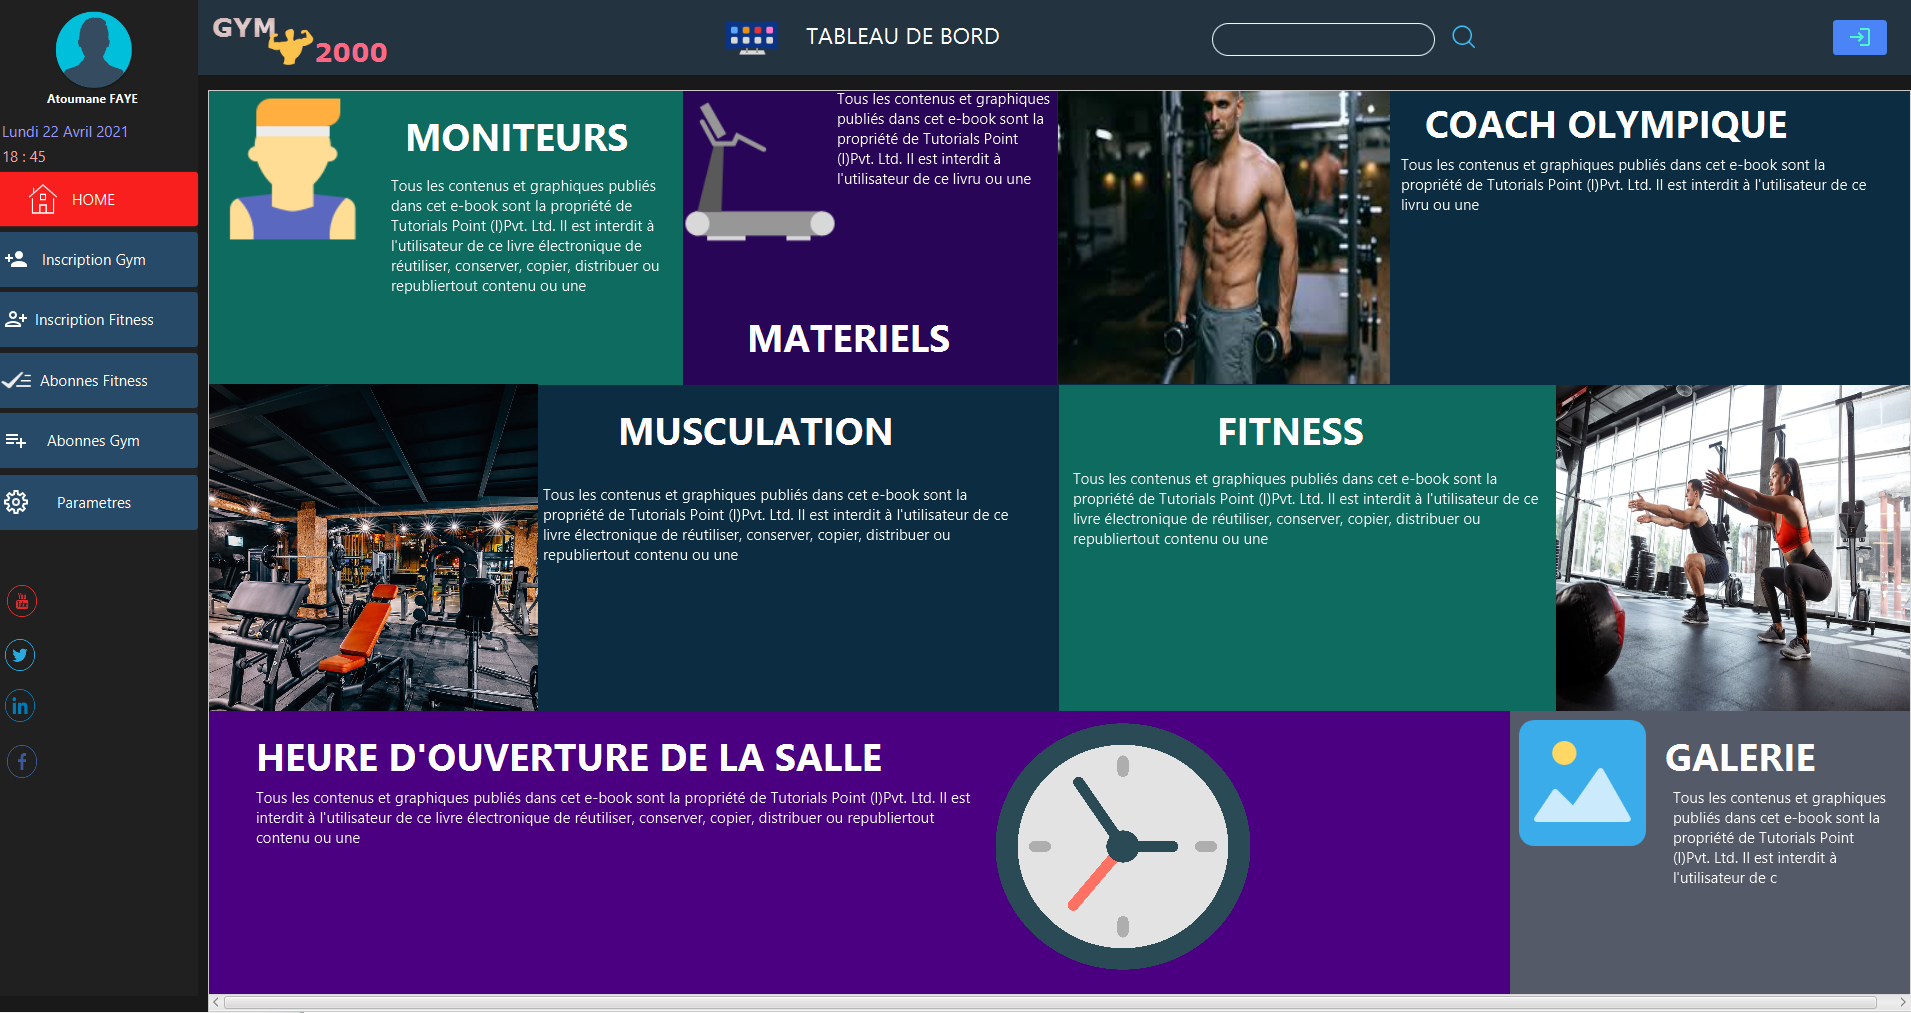 GYM
2000
TABLEAU DE BORD
Atoumane FAYE
Lundi 22 Avril 2021
18 : 45
HOME
Inscription Gym
Inscription Fitness
Abonnes Fitness
Abonnes Gym
Parametres
You
Tube
MONITEURS
Tous les contenus et graphiques publiés
dans cet e-book sont la propriété de
Tutorials Point (I)Pvt. Ltd. Il est interdit à
l'utilisateur de ce livre électronique de
réutiliser, conserver, copier, distribuer ou
republiertout contenu ou une
Tous les contenus et graphiques
publiés dans cet e-book sont la
propriété de Tutorials Point
(I)Pvt. Ltd. Il est interdit à
l'utilisateur de ce livru ou une
MATERIELS
COACH OLYMPIQUE
Tous les contenus et graphiques publiés dans cet e-book sont la
propriété de Tutorials Point (I)Pvt. Ltd. Il est interdit à l'utilisateur de ce
livru ou une
MUSCULATION
Tous les contenus et graphiques publiés dans cet e-book sont la
propriété de Tutorials Point (I)Pvt. Ltd. Il est interdit à l'utilisateur de ce
livre électronique de réutiliser, conserver, copier, distribuer ou
republiertout contenu ou une
FITNESS
Tous les contenus et graphiques publiés dans cet e-book sont la
propriété de Tutorials Point (I)Pvt. Ltd. Il est interdit à l'utilisateur de ce
livre électronique de réutiliser, conserver, copier, distribuer ou
republiertout contenu ou une
HEURE D'OUVERTURE DE LA SALLE
Tous les contenus et graphiques publiés dans cet e-book sont la propriété de Tutorials Point (I)Pvt. Ltd. Il est
interdit à l'utilisateur de ce livre électronique de réutiliser, conserver, copier, distribuer ou republiertout
contenu ou une
GALERIE
Tous les contenus et graphiques
publiés dans cet e-book sont la
propriété de Tutorials Point
(I)Pvt. Ltd. Il est interdit à
l'utilisateur de c